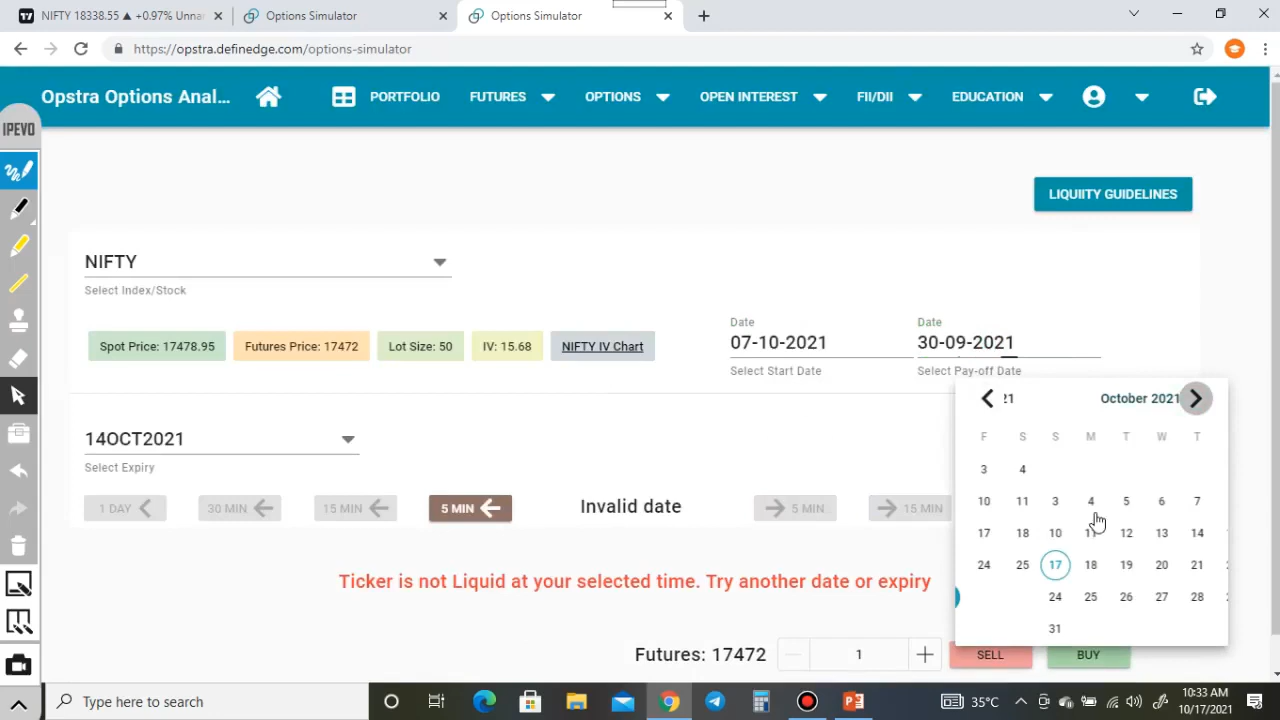 NIFTY 18338.55 ▲ +0.97% Unna
Options Simulator
Options Simulator
https://opstra.definedge.com/options-simulator
Opstra Options Anal...
PORTFOLIO
FUTURES
OPTIONS
OPEN INTEREST
FII/DII
EDUCATION
IPEVO
LIQUIITY GUIDELINES
NIFTY
Select Index/Stock
Spot Price: 17478.95
Futures Price: 17472
Lot Size: 50
IV: 15.68
NIFTY IV Chart
Date
07-10-2021
Select Start Date
Date
30-09-2021
Select Pay-off Date
21 October 2021
F S S M T W T
3 4
10 11 3 4 5 6 7
17 18 10 11 12 13 14
24 25 17 18 19 20 21
24 25 26 27 28
31
14OCT2021
Select Expiry
1 DAY
30 MIN
15 MIN
5 MIN
Invalid date
5 MIN
15 MIN
Ticker is not Liquid at your selected time. Try another date or expiry
Futures: 17472
1
SELL
BUY
Type here to search
35°C
10:33 AM
10/17/2021